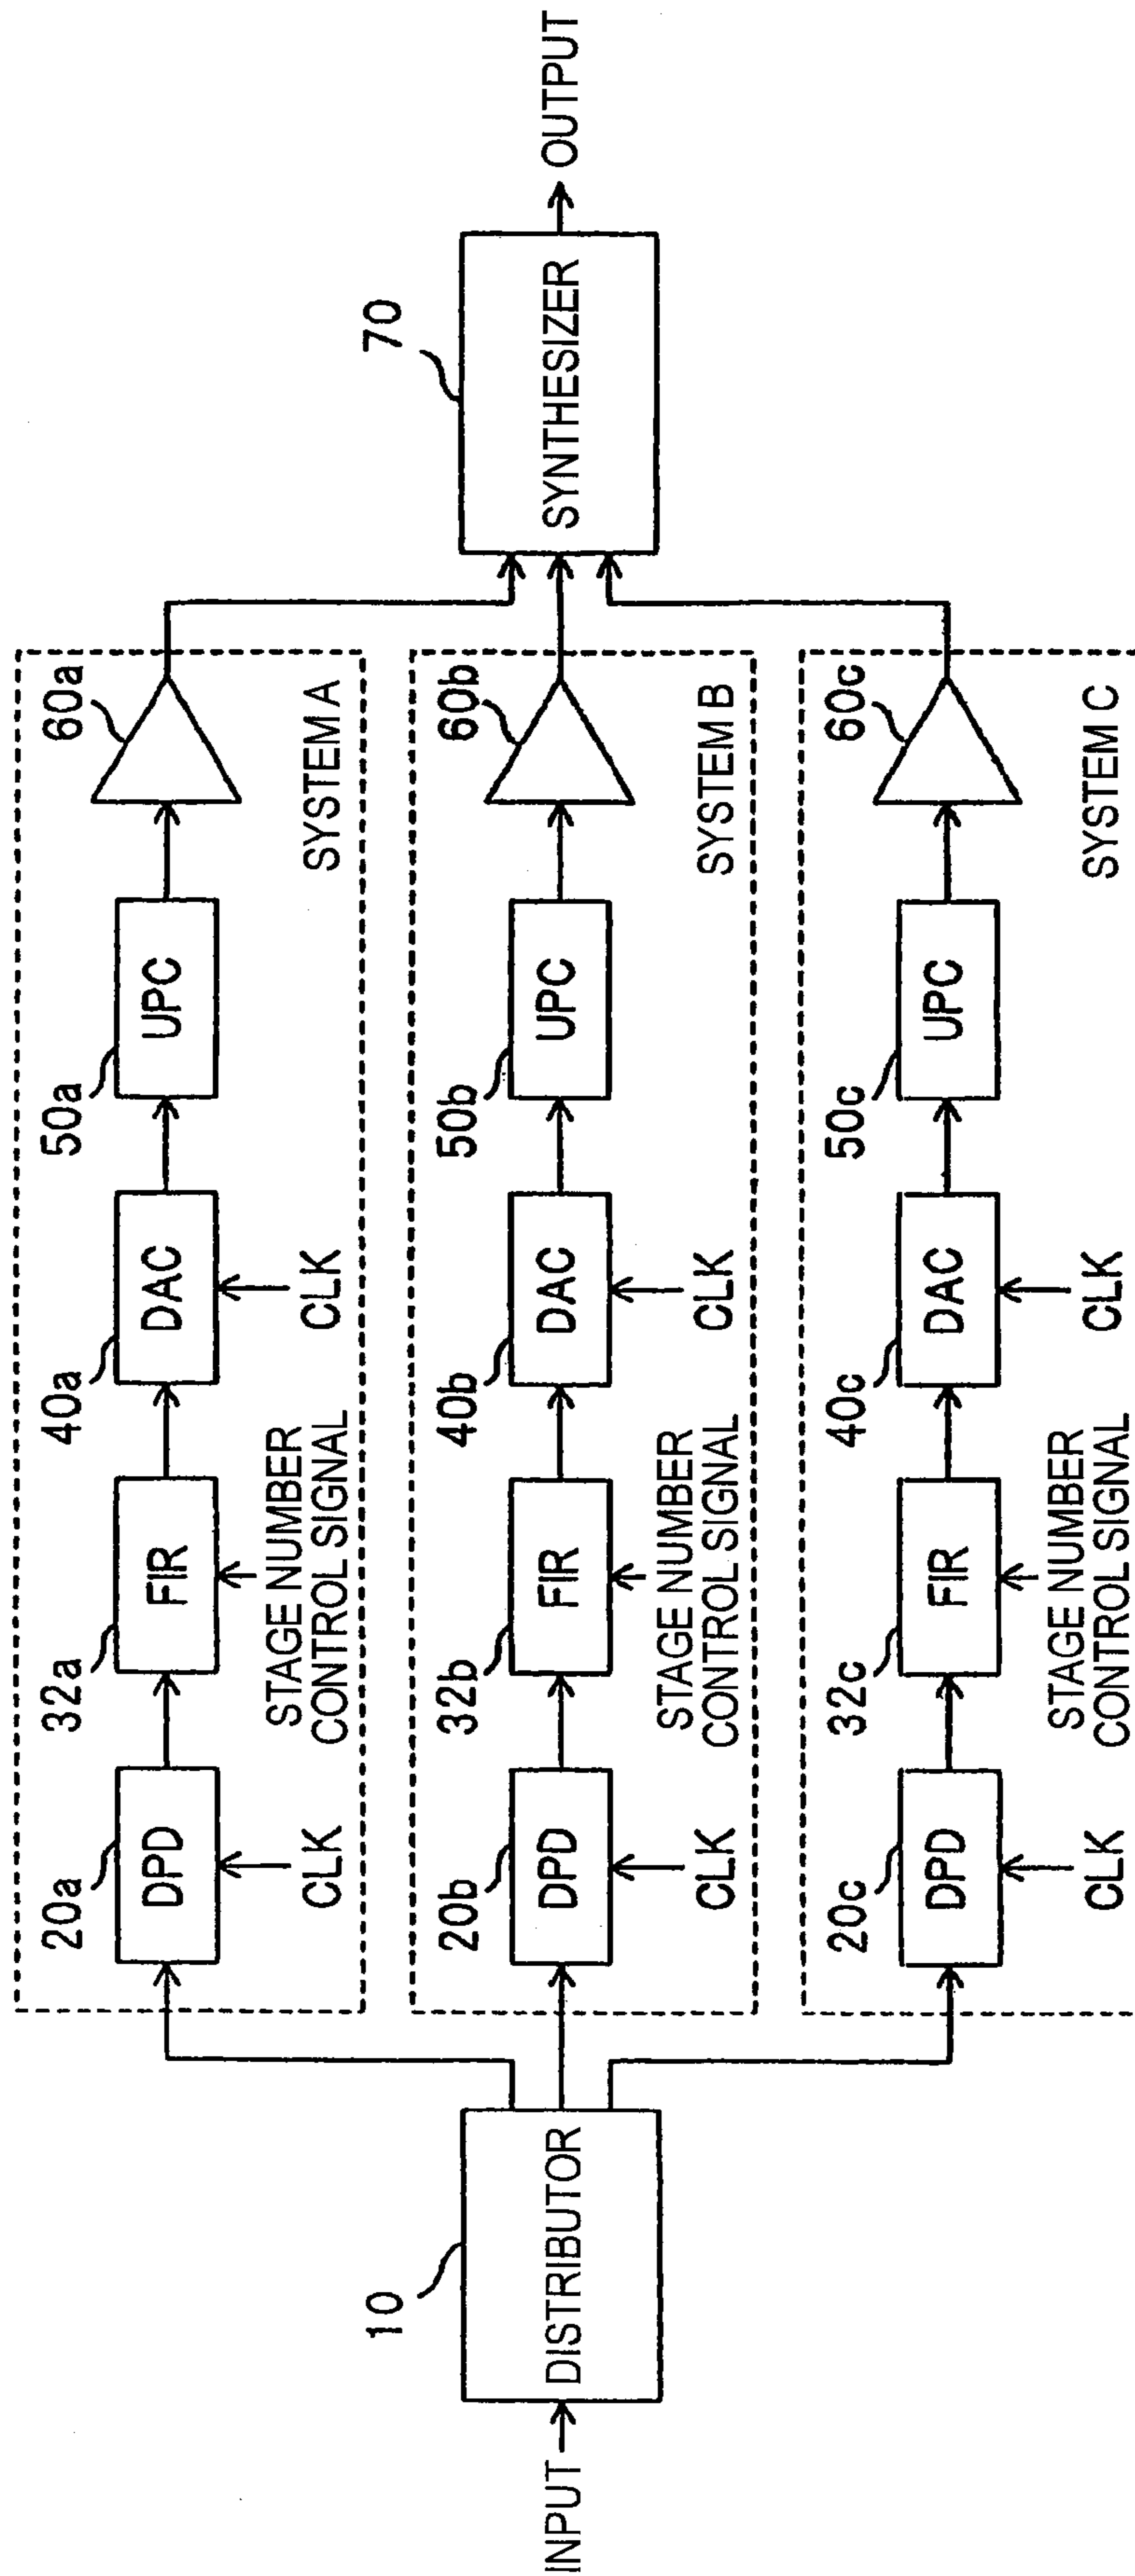 INPUT
10
DISTRIBUTOR
20a
DPD
CLK
32a
FIR
STAGE NUMBER
CONTROL SIGNAL
40a
DAC
CLK
50a
UPC
60a
SYSTEM A
20b
DPD
CLK
32b
FIR
STAGE NUMBER
CONTROL SIGNAL
40b
DAC
CLK
50b
UPC
60b
SYSTEM B
20c
DPD
CLK
32c
FIR
STAGE NUMBER
CONTROL SIGNAL
40c
DAC
CLK
50c
UPC
60c
SYSTEM C
70
SYNTHESIZER
OUTPUT